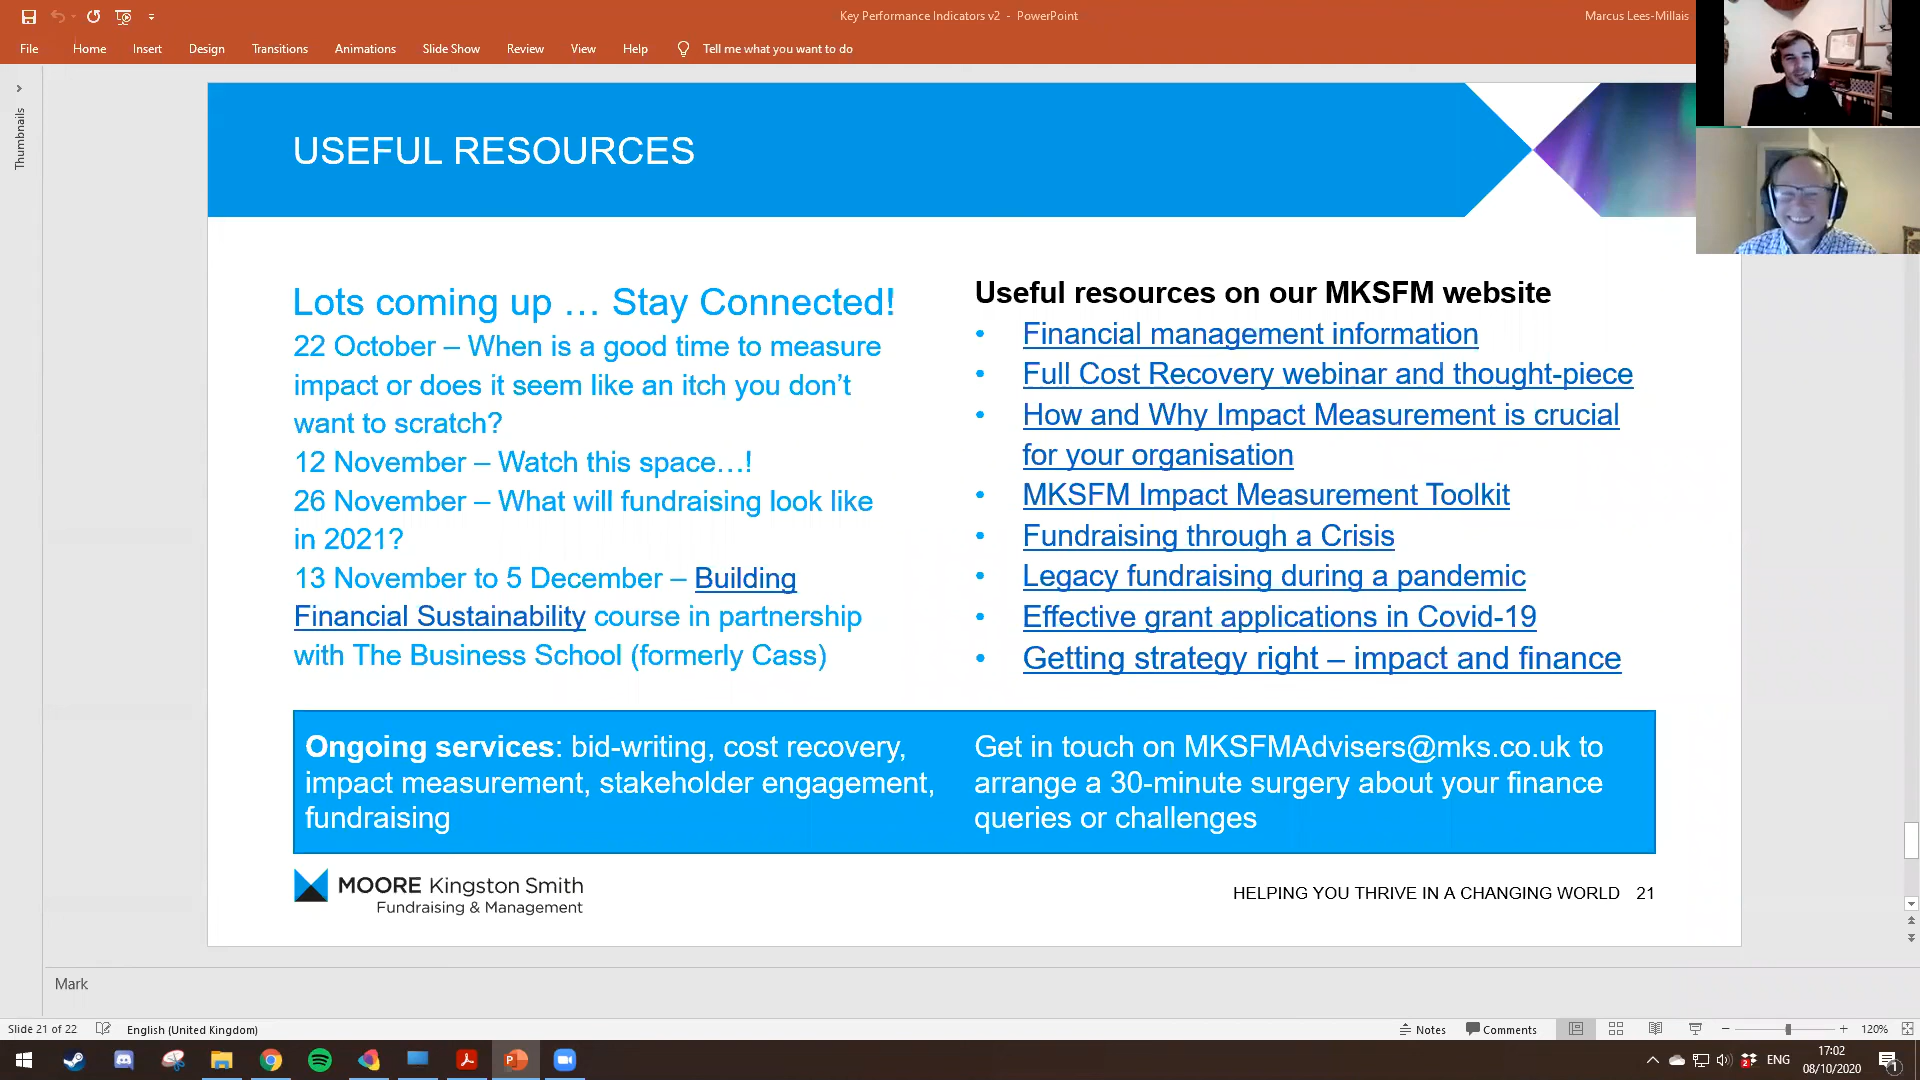 Key Performance Indicators v2 - PowerPoint
Marcus Lees-Millais
File Home Insert Design Transitions Animations Slide Show Review View Help Tell me what you want to do
Thumbnails
USEFUL RESOURCES
Lots coming up … Stay Connected!
22 October – When is a good time to measure
impact or does it seem like an itch you don’t
want to scratch?
12 November – Watch this space…!
26 November – What will fundraising look like
in 2021?
13 November to 5 December – Building
Financial Sustainability course in partnership
with The Business School (formerly Cass)
Useful resources on our MKSFM website
• Financial management information
• Full Cost Recovery webinar and thought-piece
• How and Why Impact Measurement is crucial
for your organisation
• MKSFM Impact Measurement Toolkit
• Fundraising through a Crisis
• Legacy fundraising during a pandemic
• Effective grant applications in Covid-19
• Getting strategy right – impact and finance
Ongoing services: bid-writing, cost recovery,
impact measurement, stakeholder engagement,
fundraising
Get in touch on MKSFMAdvisers@mks.co.uk to
arrange a 30-minute surgery about your finance
queries or challenges
MOORE Kingston Smith
Fundraising & Management
HELPING YOU THRIVE IN A CHANGING WORLD 21
Mark
Slide 21 of 22 English (United Kingdom) Notes Comments 120%
ENG
17:02
08/10/2020